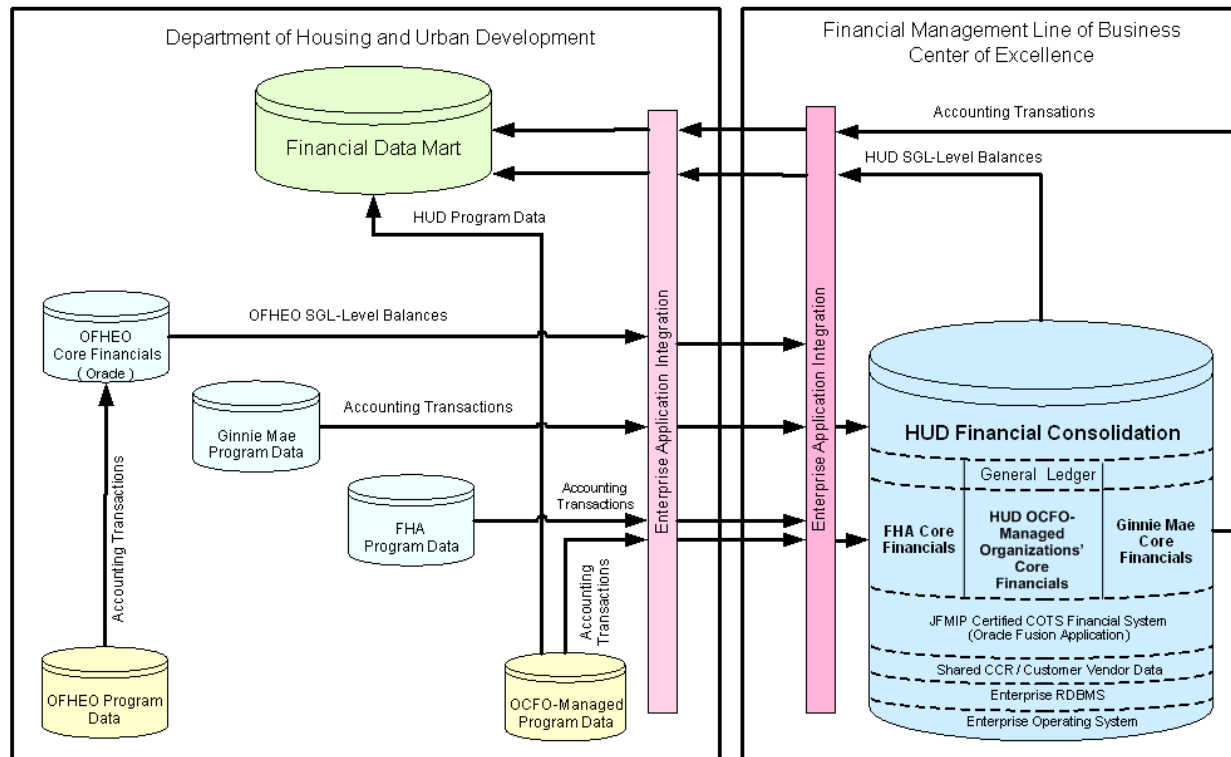 Department of Housing and Urban Development
Financial Management Line of Business
Center of Excellence
Financial Data Mart
Accounting Transations
HUD SGL-Level Balances
HUD Program Data
OFHEO
Core Financials
( Orade )
OFHEO SGL-Level Balances
Ginnie Mae
Program Data
Accounting Transactions
FHA
Program Data
Accounting
Transactions
Accounting Transactions
Accounting
Transactions
OFHEO Program
Data
OCFO-Managed
Program Data
Enterprise Application Integration
Enterprise Application Integration
HUD Financial Consolidation
General Ledger
FHA Core
Financials
HUD OCFO-
Managed
Organizations'
Core
Financials
Ginnie Mae
Core
Financials
JFMIP Certified COTS Financial System
(Oracle Fusion Application)
Shared CCR / Customer Vendor Data
Enterprise RDBMS
Enterprise Operating System